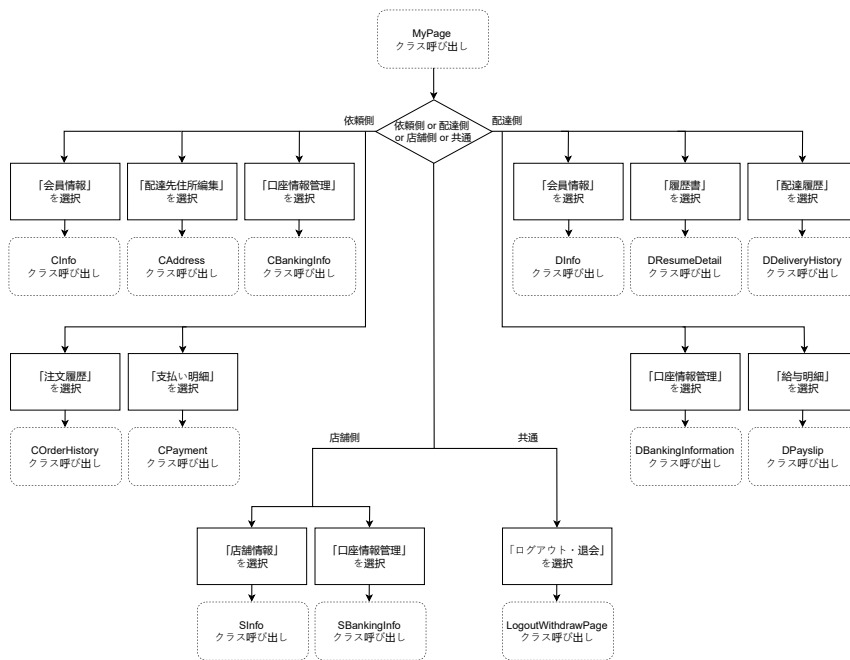 MyPage
クラス呼び出し
依頼側
依頼側 or 配達側
or 店舗側 or 共通
配達側
「会員情報」
を選択
「配達先住所編集」
を選択
「口座情報管理」
を選択
「会員情報」
を選択
「履歴書」
を選択
「配達履歴」
を選択
CInfo
クラス呼び出し
CAddress
クラス呼び出し
CBankingInfo
クラス呼び出し
DInfo
クラス呼び出し
DResumeDetail
クラス呼び出し
DDeliveryHistory
クラス呼び出し
「注文履歴」
を選択
「支払い明細」
を選択
「口座情報管理」
を選択
「給与明細」
を選択
COrderHistory
クラス呼び出し
CPayment
クラス呼び出し
DBankingInformation
クラス呼び出し
DPayslip
クラス呼び出し
店舗側
共通
「店舗情報」
を選択
「口座情報管理」
を選択
「ログアウト・退会」
を選択
SInfo
クラス呼び出し
SBankingInfo
クラス呼び出し
LogoutWithdrawPage
クラス呼び出し